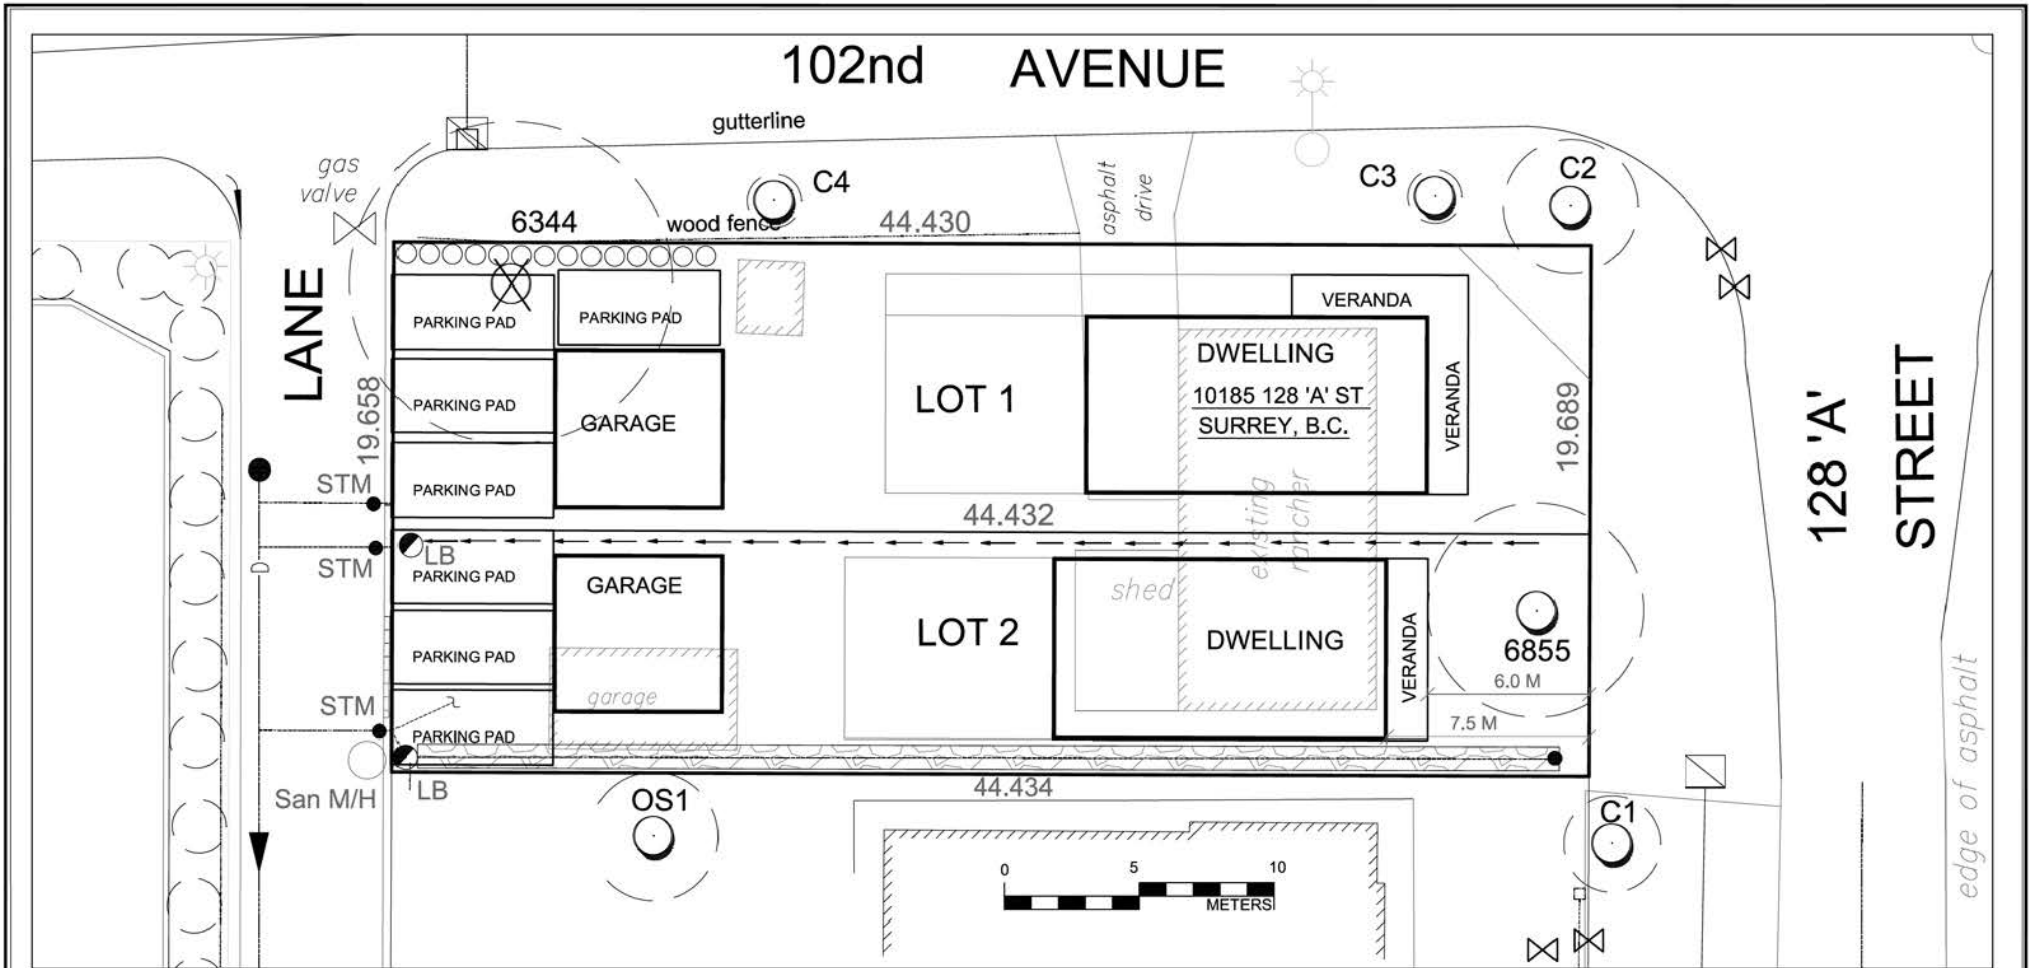 102nd AVENUE
gutterline
gas
valve
C4
C3
C2
asphalt
drive
6344
wood fence
44.430
LANE
19.658
PARKING PAD
PARKING PAD
VERANDA
DWELLING
10185 128 'A' ST
SURREY, B.C.
VERANDA
19.689
128 'A'
STREET
PARKING PAD
GARAGE
LOT 1
PARKING PAD
STM
44.432
existing
rancher
STM
LB
PARKING PAD
GARAGE
shed
D
LOT 2
DWELLING
VERANDA
6855
6.0 M
PARKING PAD
garage
STM
7.5 M
PARKING PAD
San M/H
LB
44.434
OS1
C1
edge of asphalt
0 5 10
METERS